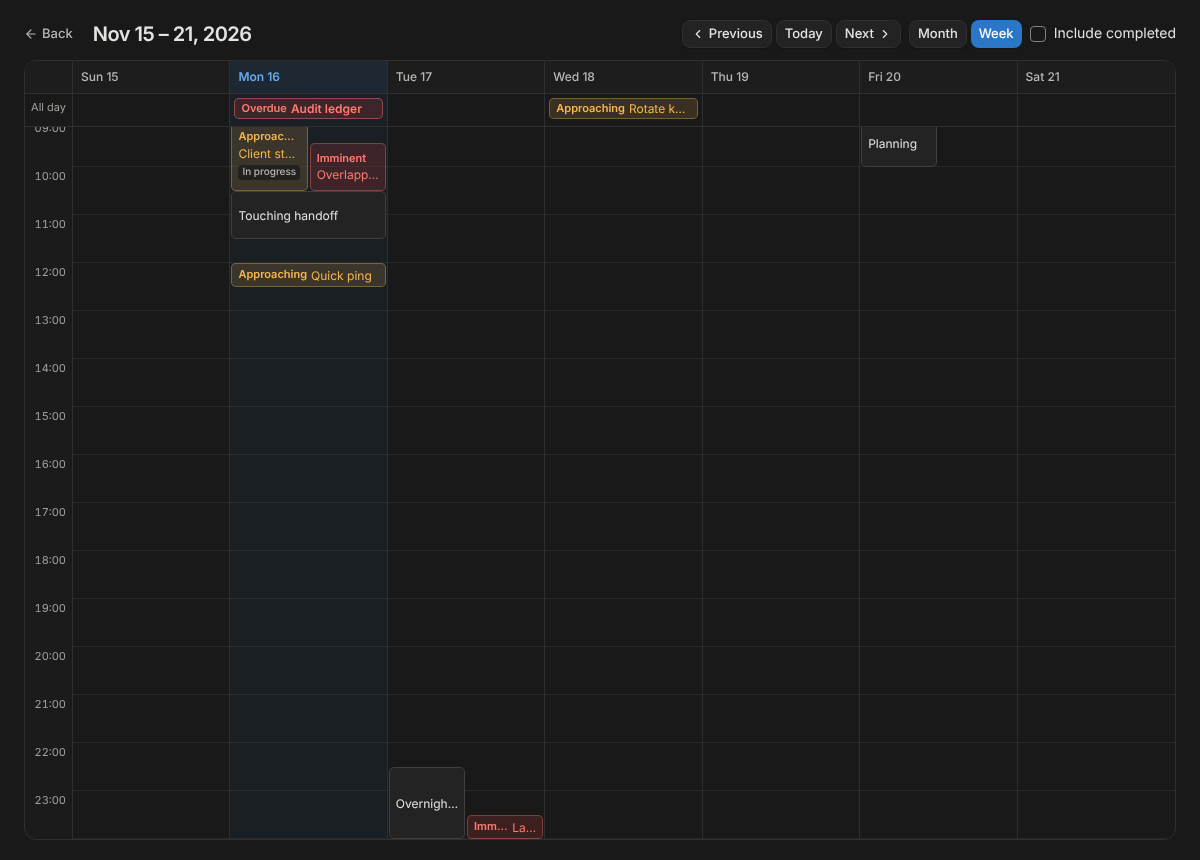 Back
Nov 15 – 21, 2026
Previous
Today
Next
Month
Week
Include completed
Sun 15
Mon 16
Tue 17
Wed 18
Thu 19
Fri 20
Sat 21
All day
Overdue Audit ledger
Approaching Rotate k...
09:00
Approac...
Client st...
In progress
Imminent
Overlapp...
Planning
10:00
Touching handoff
11:00
12:00
Approaching Quick ping
13:00
14:00
15:00
16:00
17:00
18:00
19:00
20:00
21:00
22:00
23:00
Overnigh...
Imm... La...